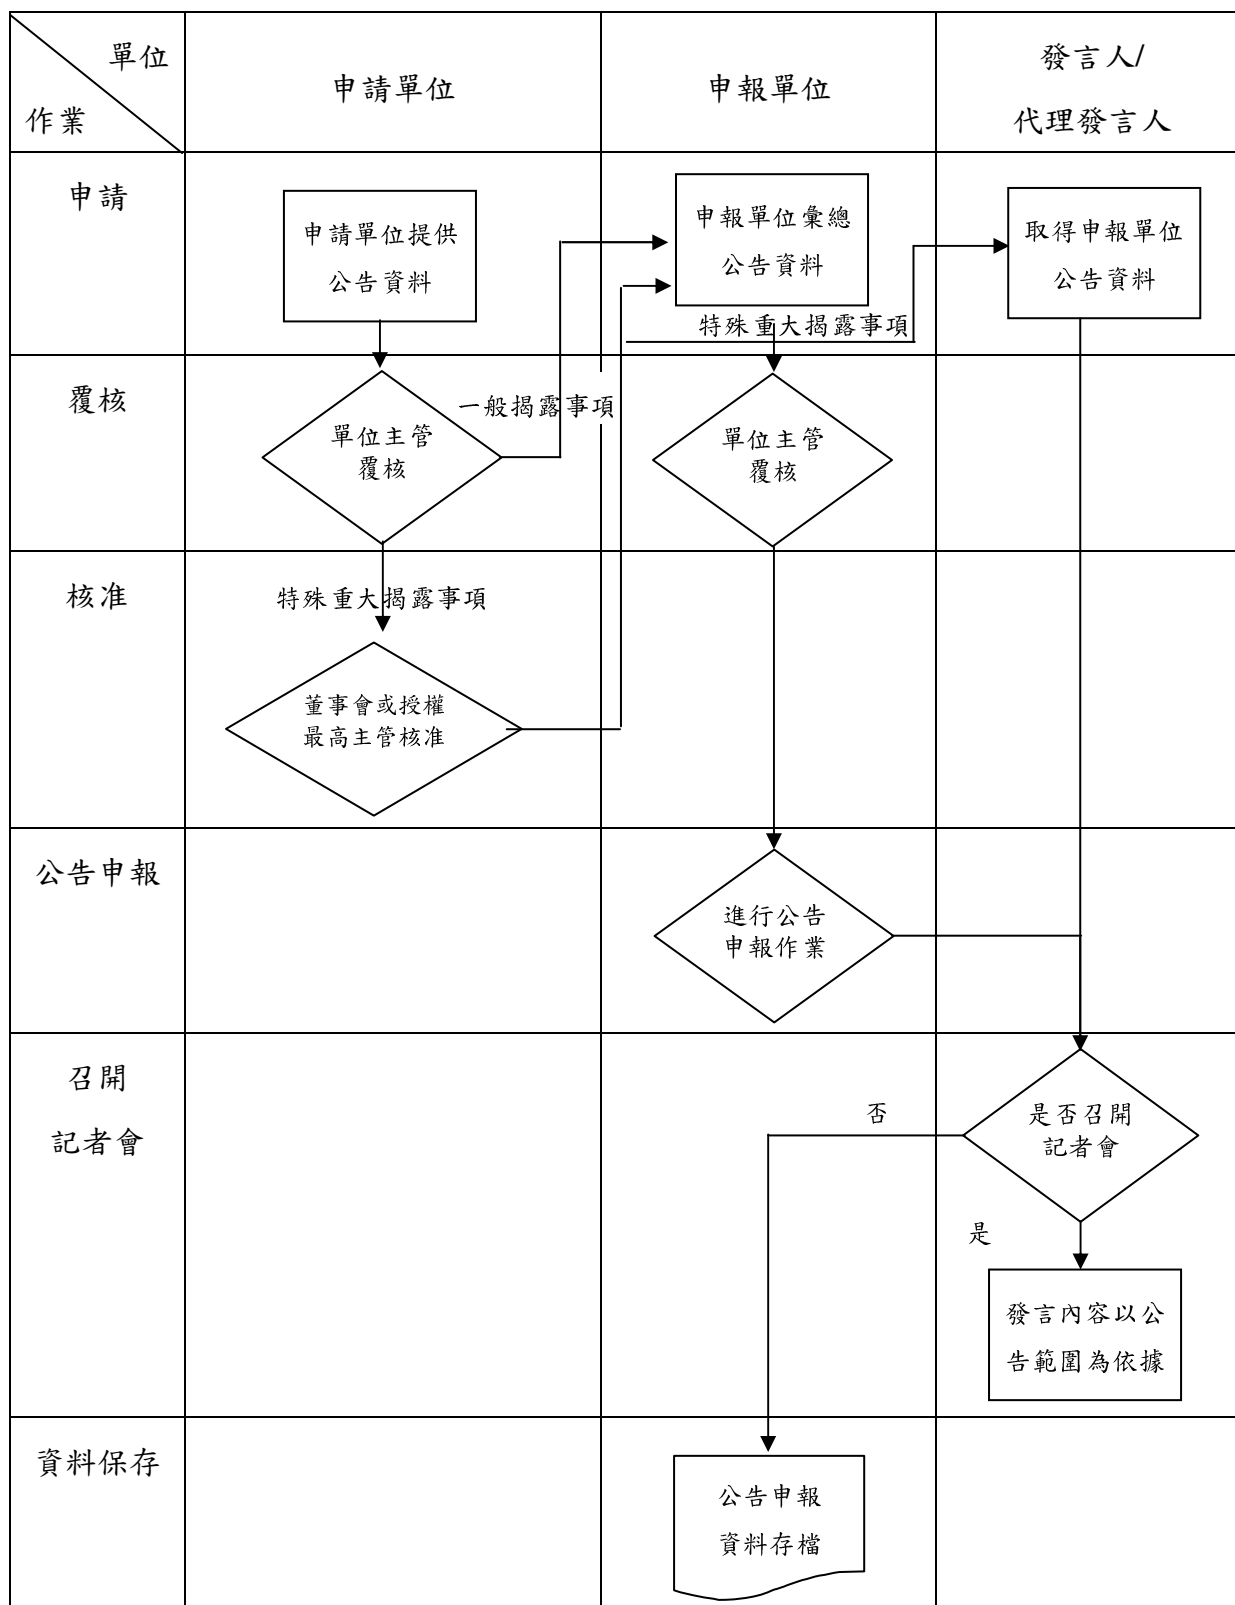 單位
作業
申請單位
申報單位
發言人/
代理發言人
申請
申請單位提供
公告資料
申報單位彙總
公告資料
取得申報單位
公告資料
特殊重大揭露事項
覆核
單位主管
覆核
一般揭露事項
單位主管
覆核
核准
特殊重大揭露事項
董事會或授權
最高主管核准
公告申報
進行公告
申報作業
召開
記者會
是否召開
記者會
否
是
發言內容以公
告範圍為依據
資料保存
公告申報
資料存檔